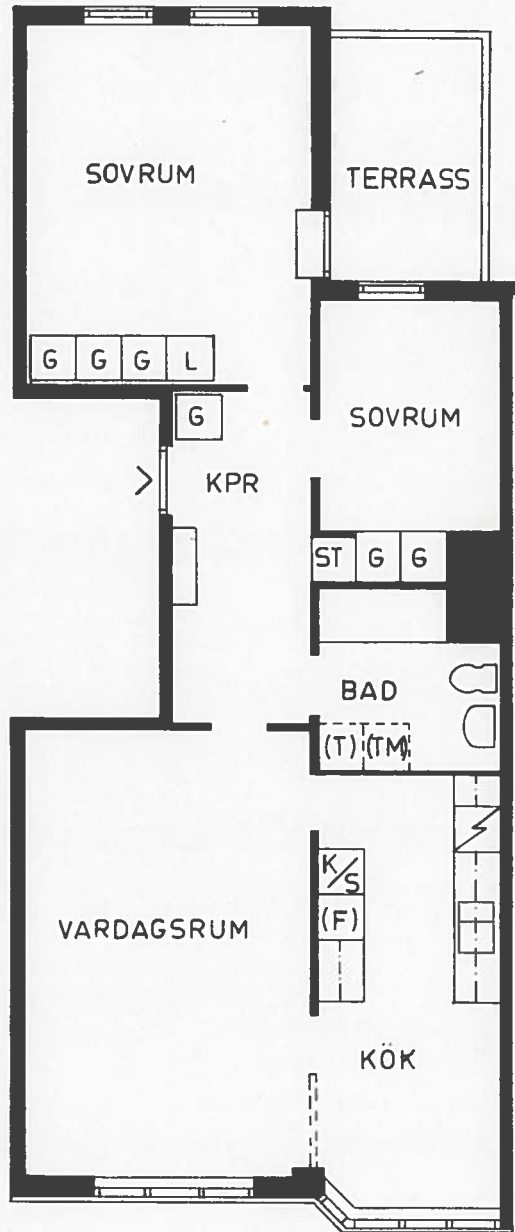 SOVRUM
TERRASS
G G G L
G
SOVRUM
KPR
ST G G
BAD
(T) (TM)
K/S
(F)
VARDAGSRUM
KÖK